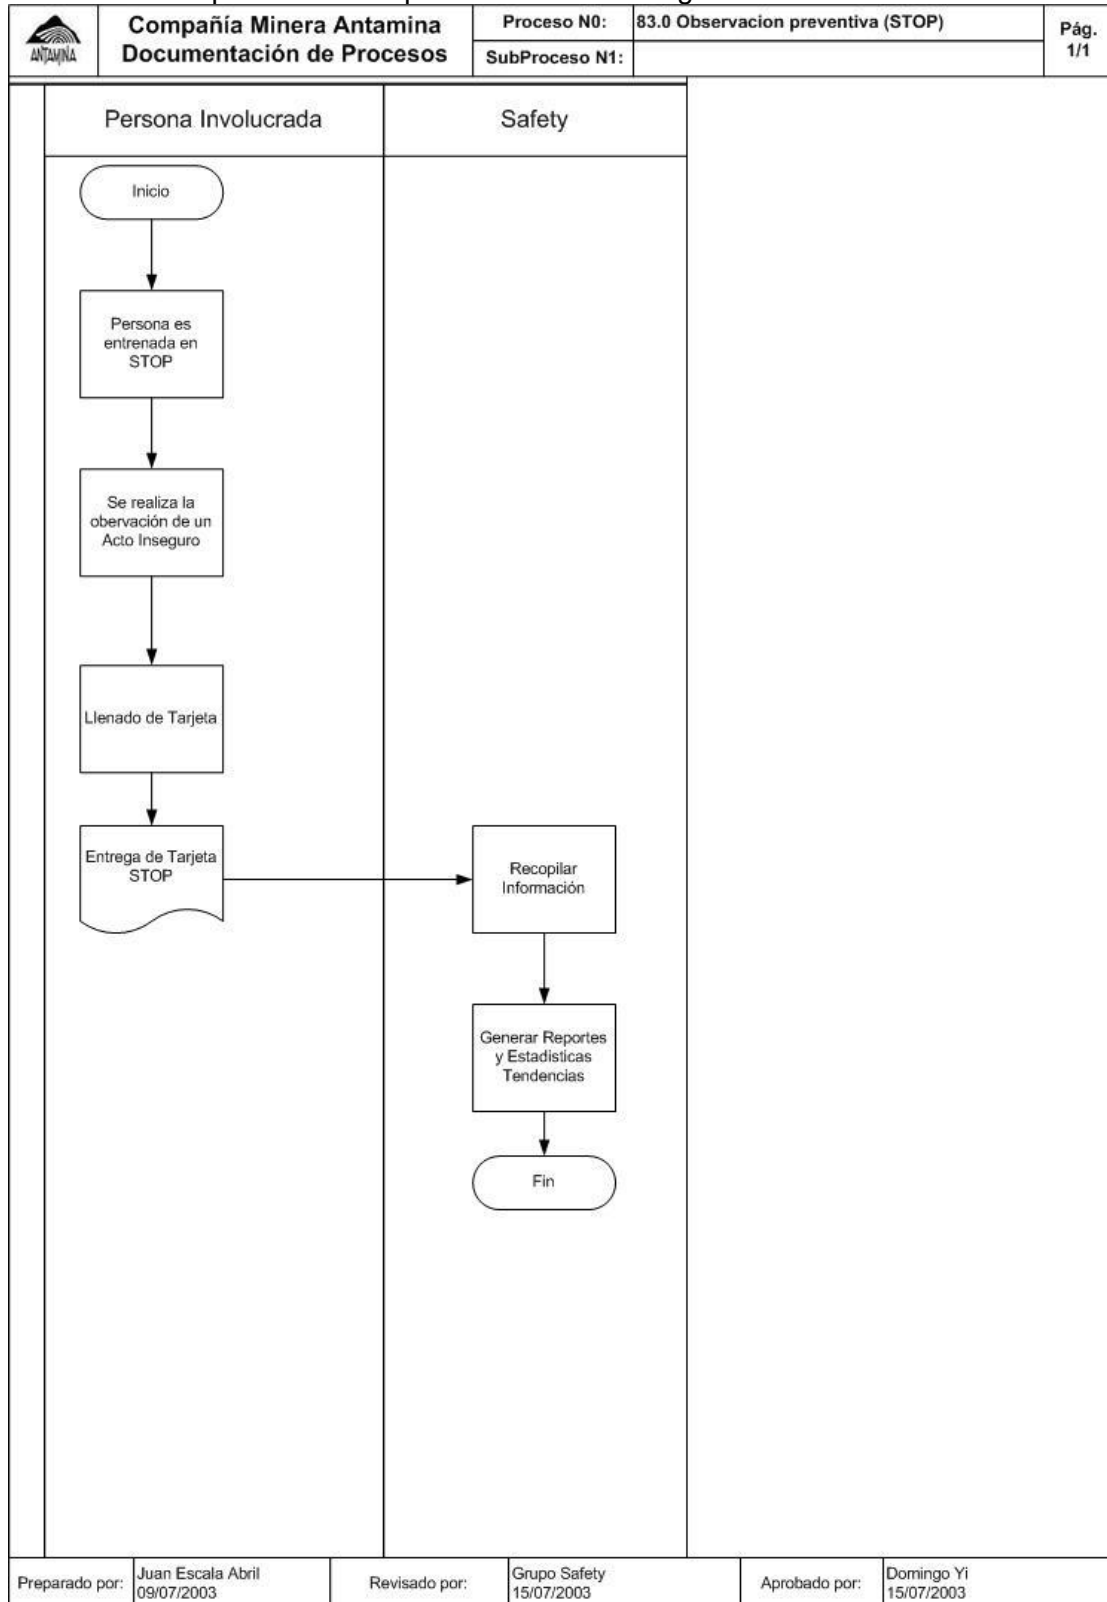 ANTAMINA
Compañía Minera Antamina
Documentación de Procesos
Proceso N0:
83.0 Observacion preventiva (STOP)
SubProceso N1:
Pág.
1/1
Persona Involucrada
Safety
Inicio
Persona es
entrenada en
STOP
Se realiza la
obervación de un
Acto Inseguro
Llenado de Tarjeta
Entrega de Tarjeta
STOP
Recopilar
Información
Generar Reportes
y Estadisticas
Tendencias
Fin
Preparado por:
Juan Escala Abril
09/07/2003
Revisado por:
Grupo Safety
15/07/2003
Aprobado por:
Domingo Yi
15/07/2003